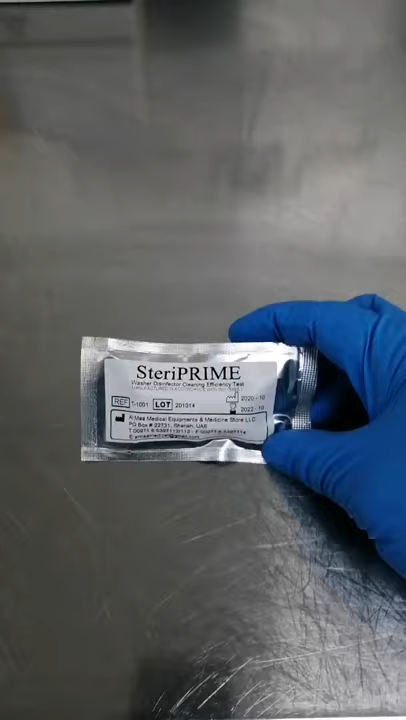 SteriPRIME
Washer Disinfector Cleaning Efficiency Test
REF T-1001 LOT 201014
2020 - 10
2022 - 10
Al Mas Medical Equipments & Medicine Store LLC
PO Box # 22731, Sharjah, UAE